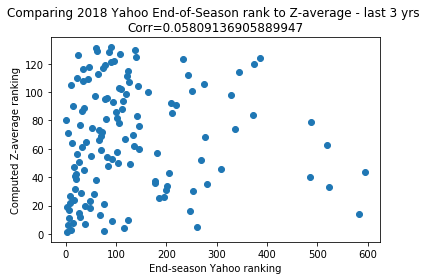 Comparing 2018 Yahoo End-of-Season rank to Z-average - last 3 yrs
Corr=0.05809136905889947
Computed Z-average ranking
120
100
80
60
40
20
0
0 100 200 300 400 500 600
End-season Yahoo ranking